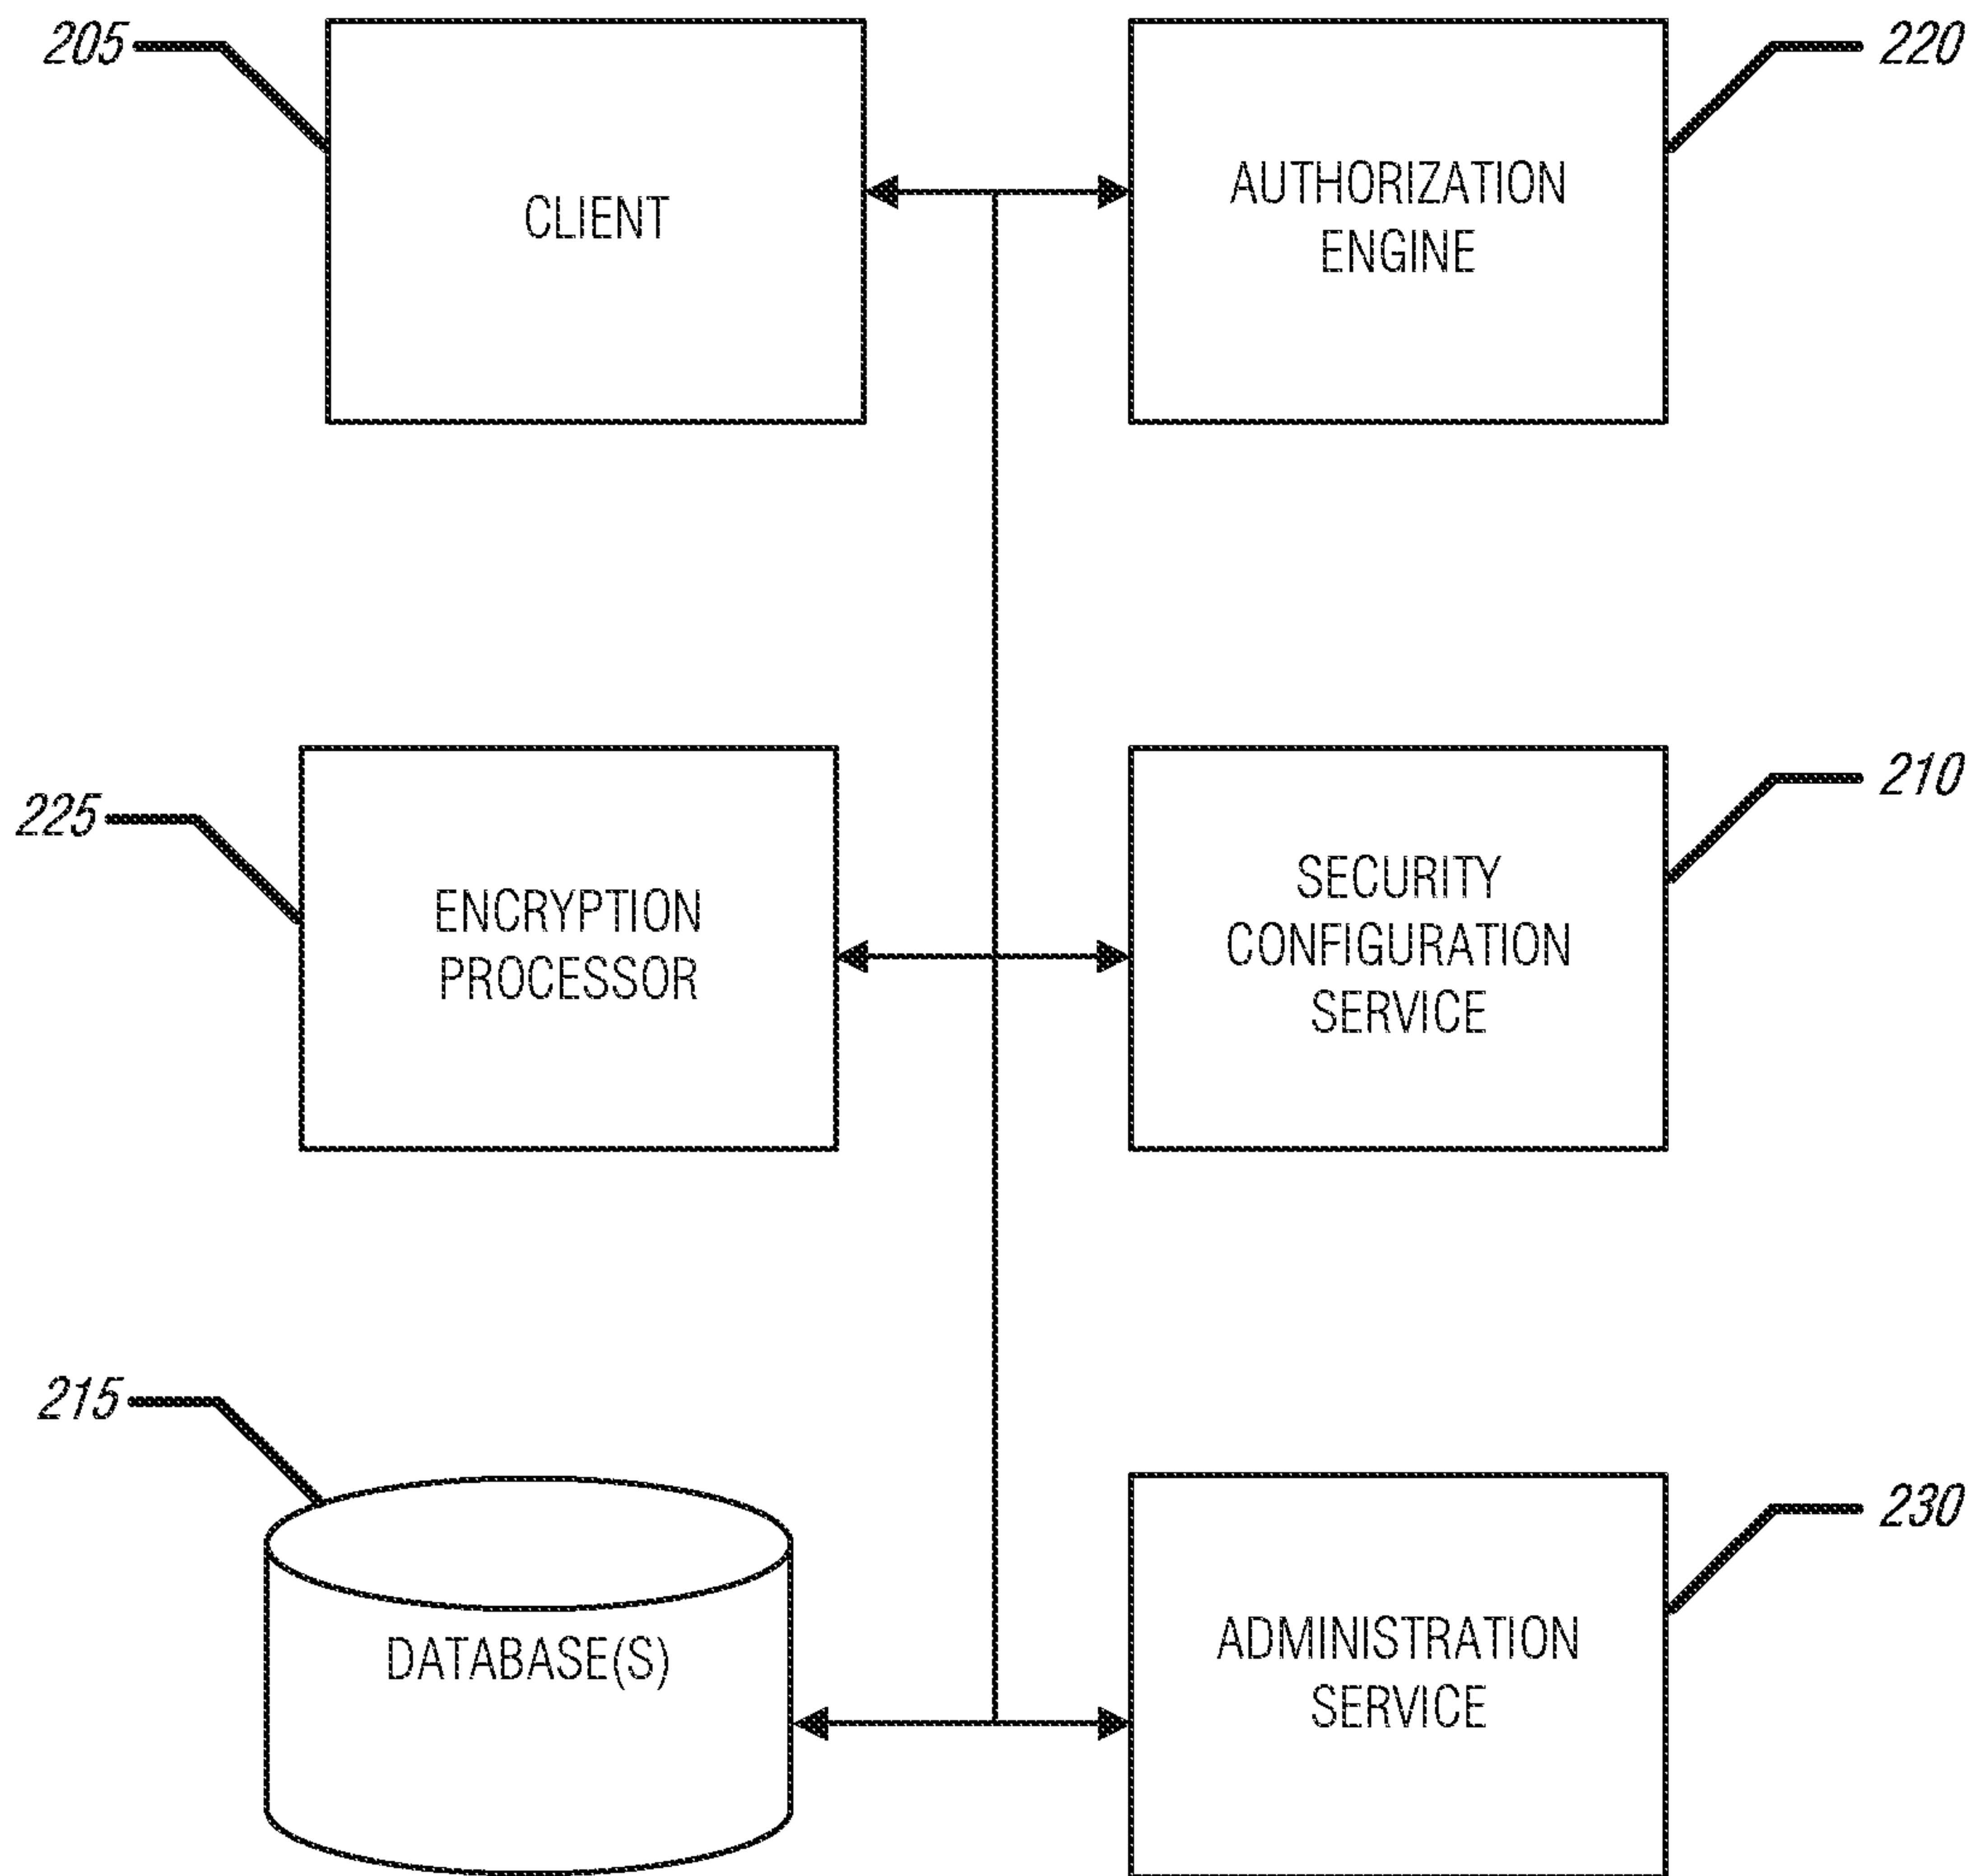 205
220
CLIENT
AUTHORIZATION
ENGINE
225
210
ENCRYPTION
PROCESSOR
SECURITY
CONFIGURATION
SERVICE
215
230
DATABASE(S)
ADMINISTRATION
SERVICE